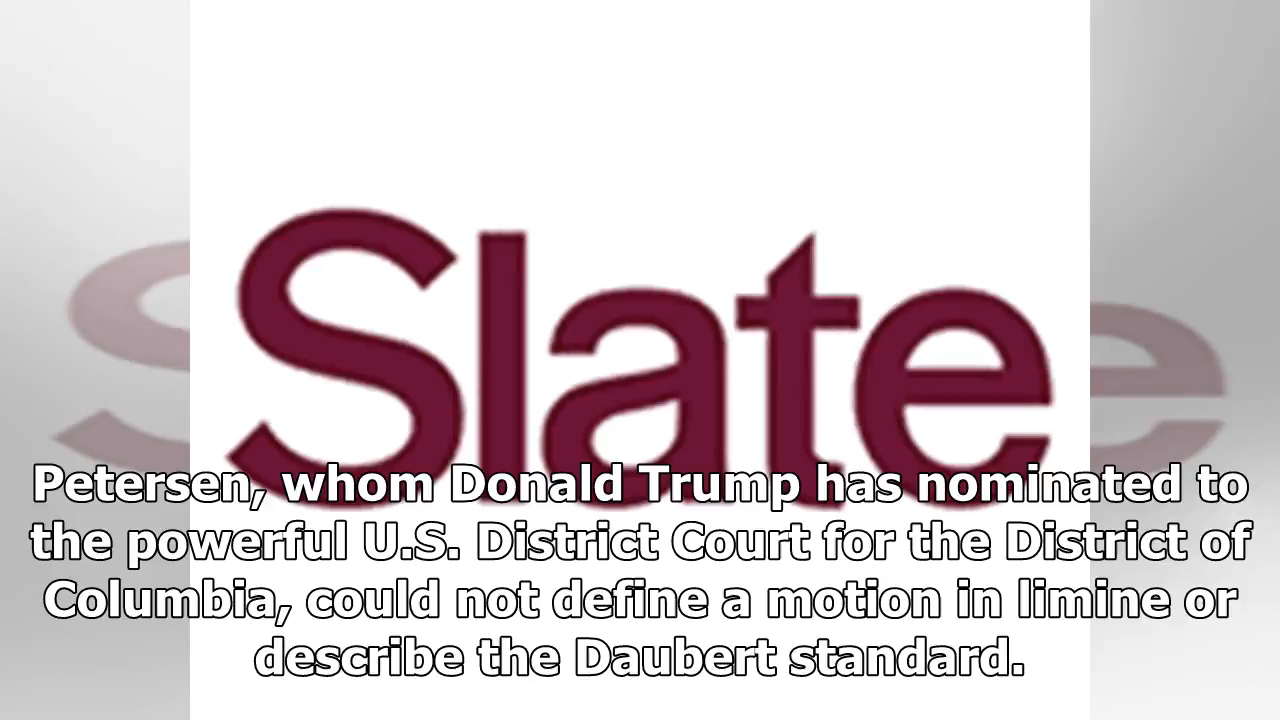 Slate
Petersen, whom Donald Trump has nominated to
the powerful U.S. District Court for the District of
Columbia, could not define a motion in limine or
describe the Daubert standard.